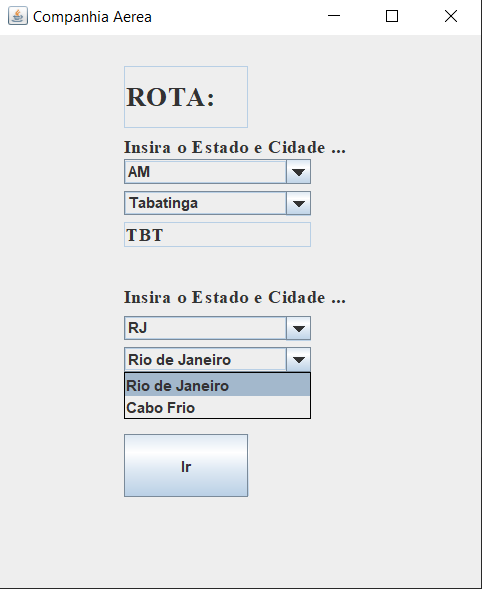 Companhia Aerea
ROTA:
Insira o Estado e Cidade ...
AM
Tabatinga
TBT
Insira o Estado e Cidade ...
RJ
Rio de Janeiro
Rio de Janeiro
Cabo Frio
Ir